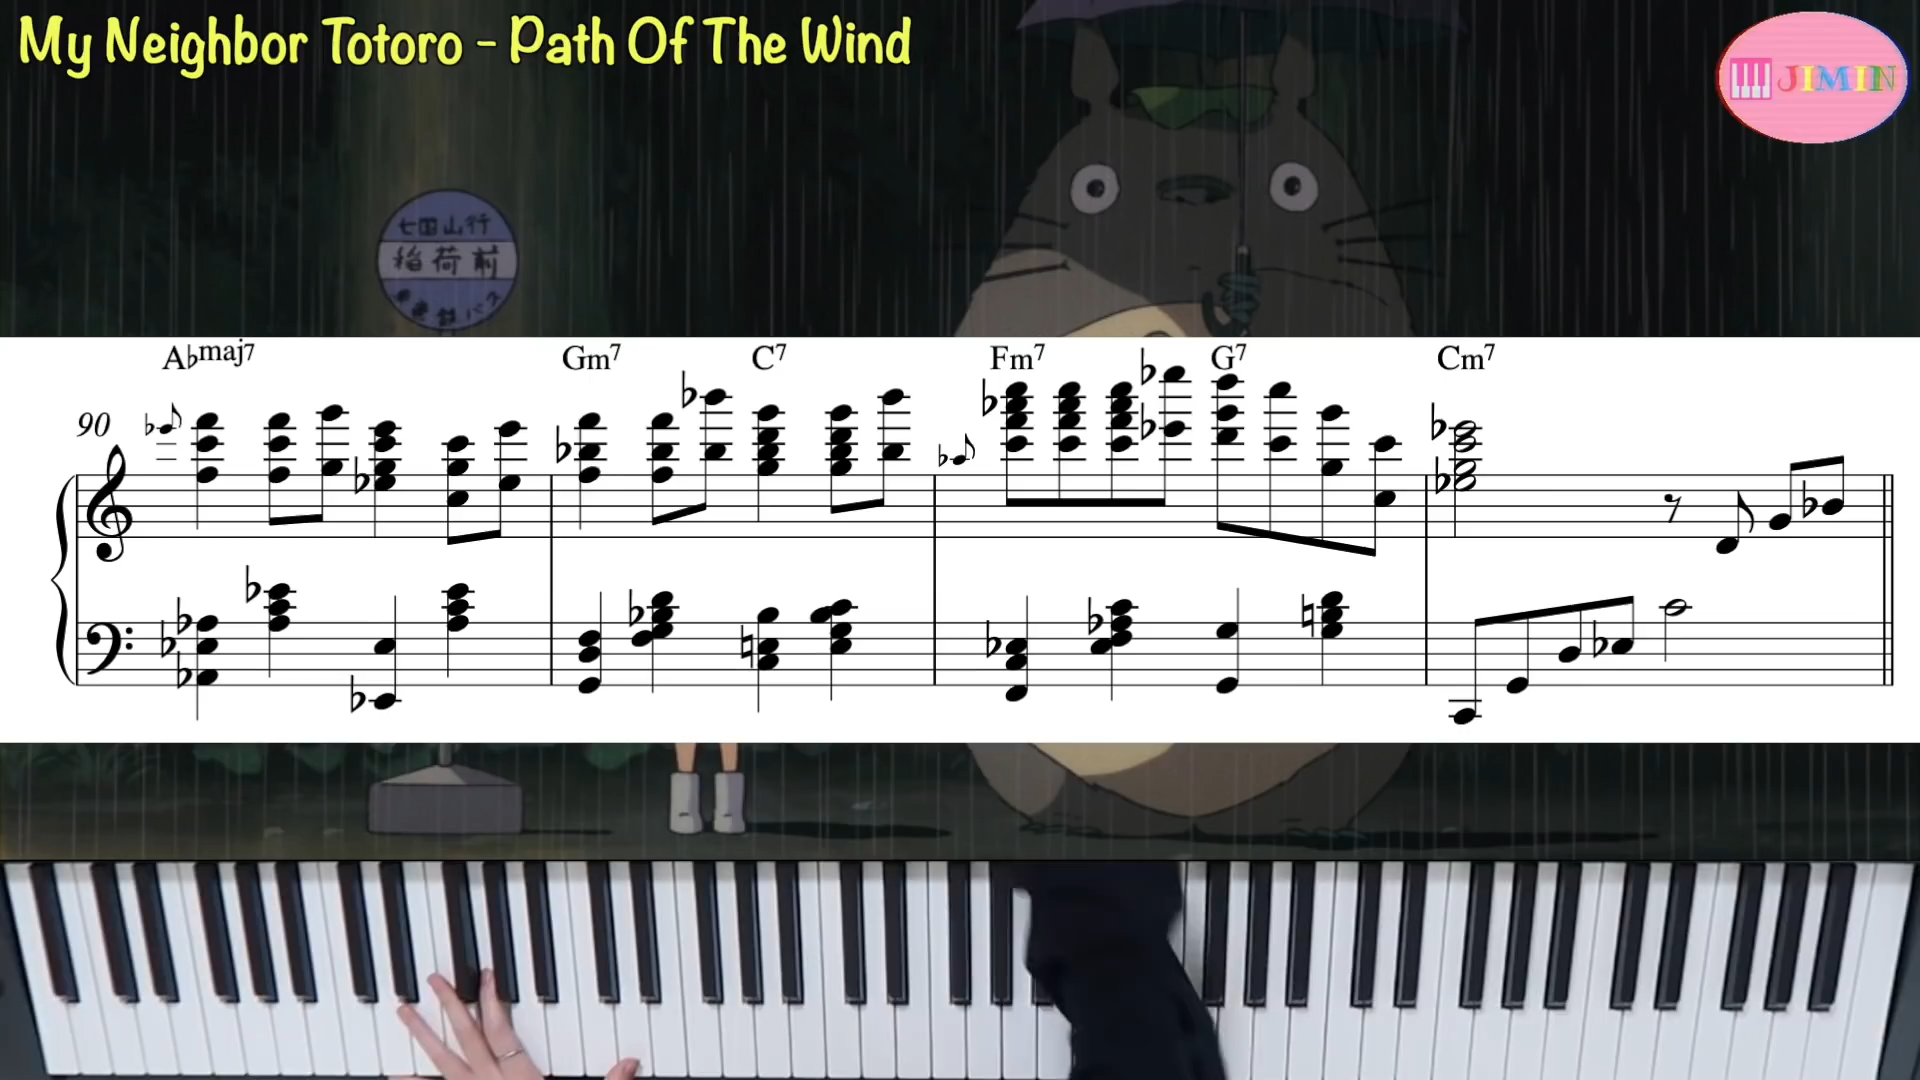 My Neighbor Totoro - Path Of The Wind
JIMIN
七国山行
稲荷前
A♭maj7 Gm7 C7 Fm7 G7 Cm7
90